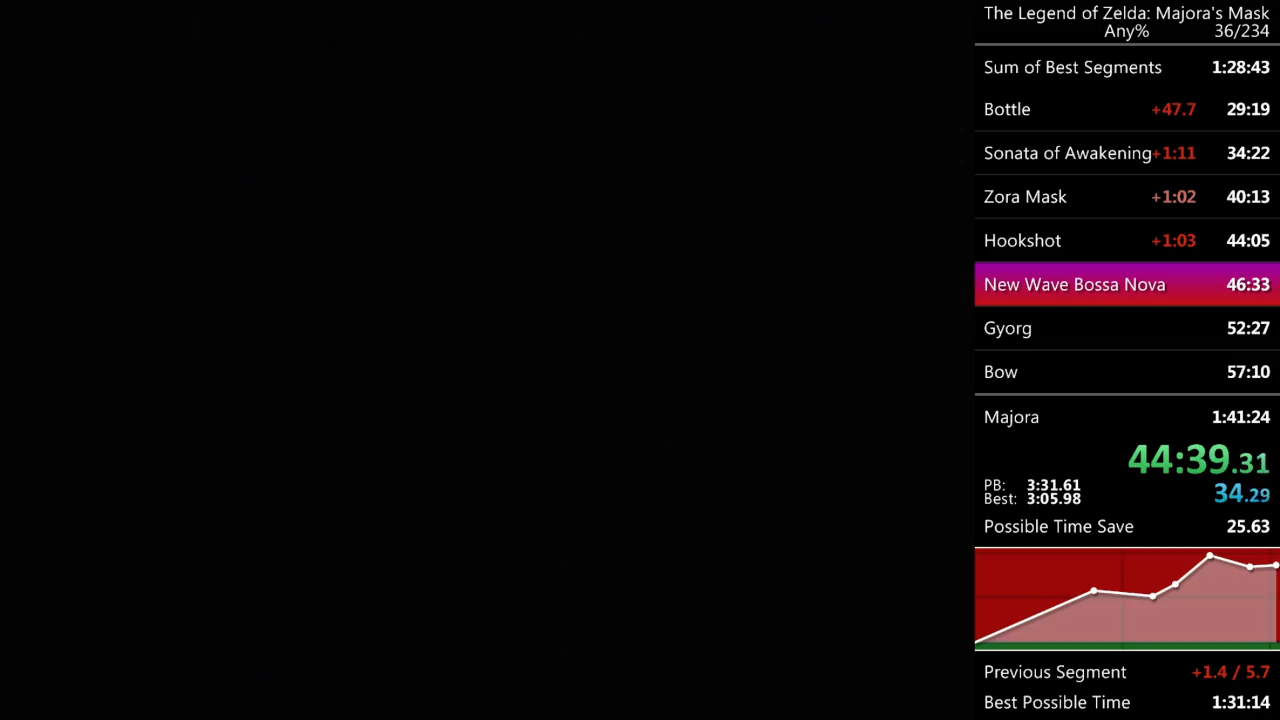 The Legend of Zelda: Majora's Mask
Any% 36/234
Sum of Best Segments 1:28:43
Bottle +47.7 29:19
Sonata of Awakening +1:11 34:22
Zora Mask +1:02 40:13
Hookshot +1:03 44:05
New Wave Bossa Nova 46:33
Gyorg 52:27
Bow 57:10
Majora 1:41:24
44:39.31
PB: 3:31.61
Best: 3:05.98 34.29
Possible Time Save 25.63
Previous Segment +1.4 / 5.7
Best Possible Time 1:31:14